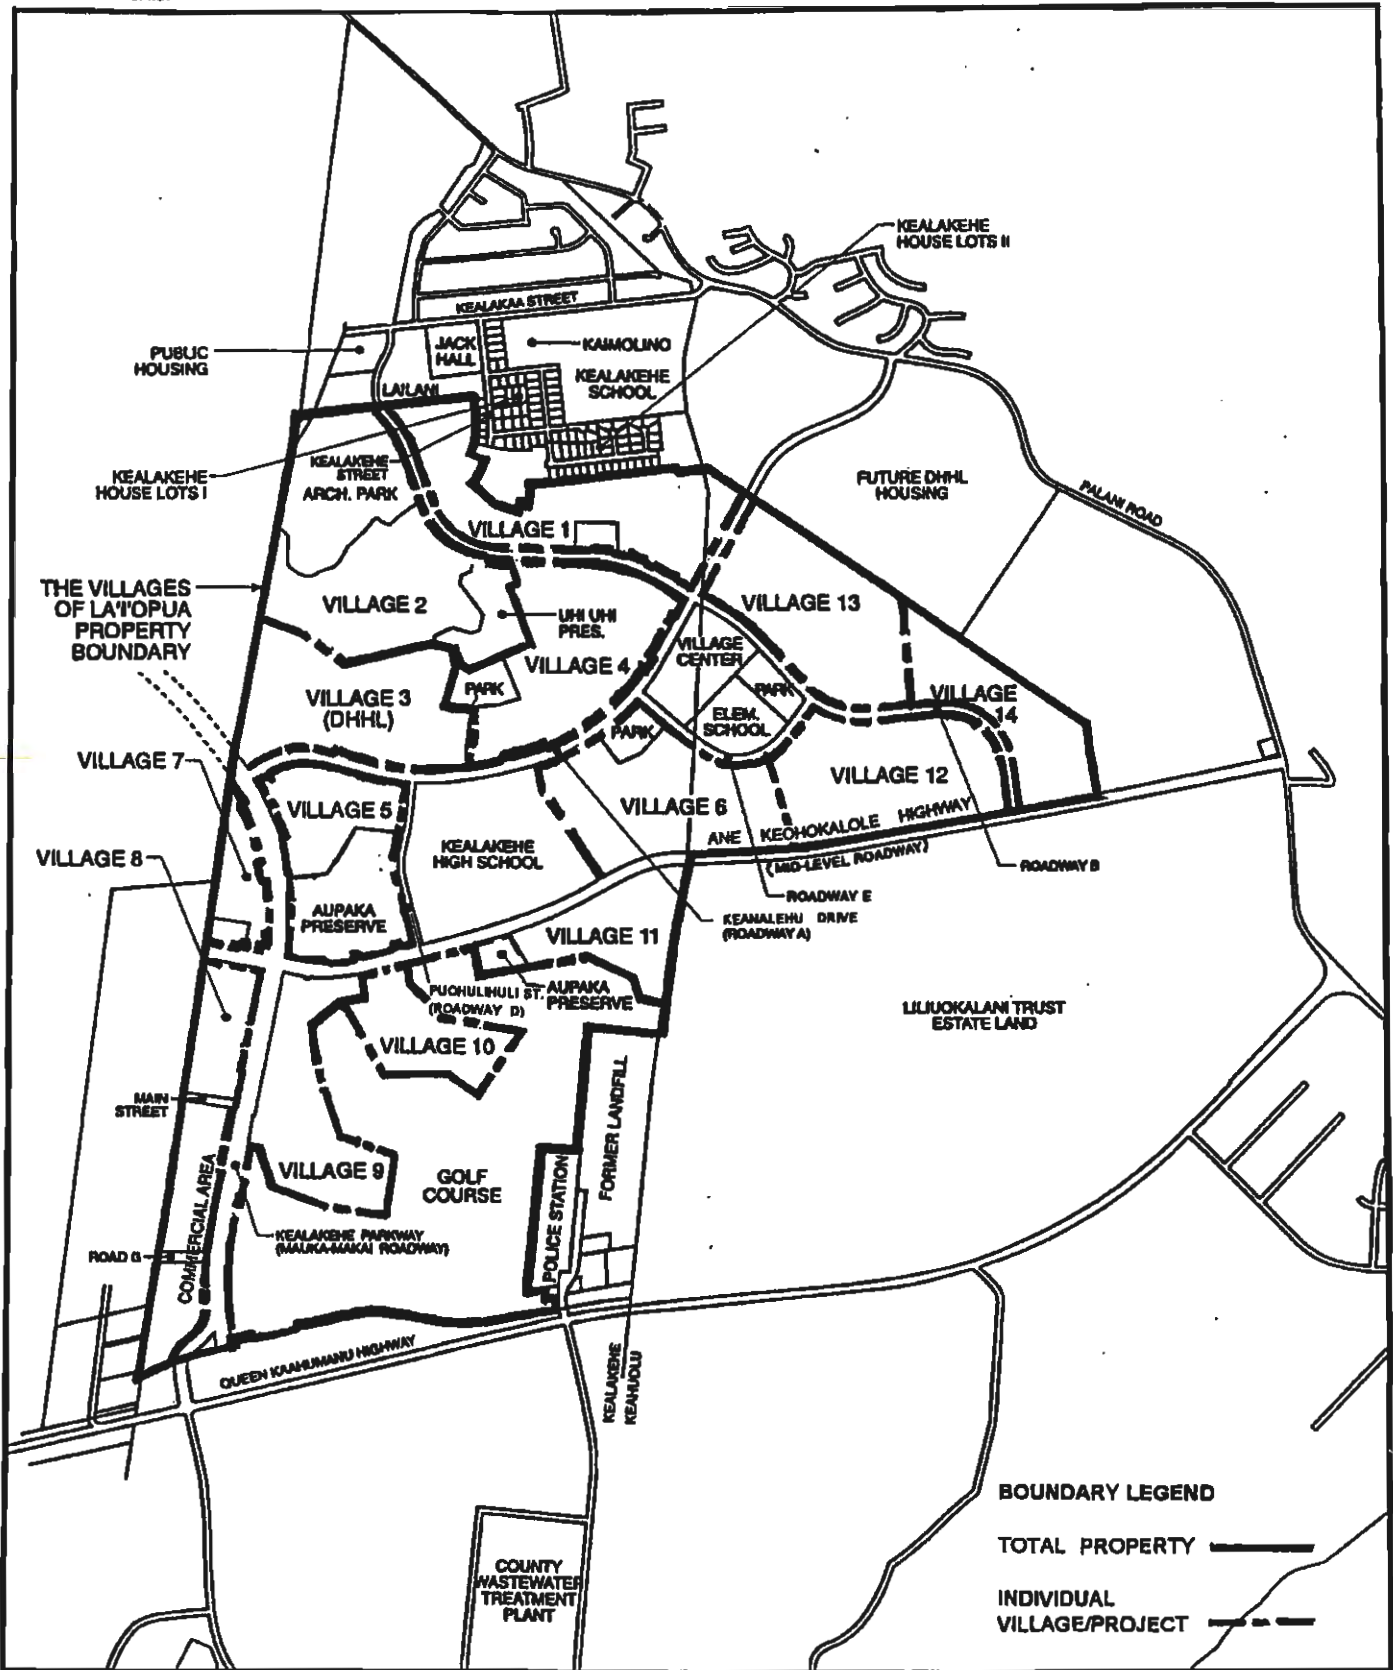 KEALAKEHE
HOUSE LOTS II
KEALAKAA STREET
PUBLIC
HOUSING
JACK
HALL
KAIMOLINO
KEALAKEHE
SCHOOL
LAILANI
KEALAKEHE
HOUSE LOTS I
KEALAKEHE
STREET
ARCH. PARK
FUTURE DHHL
HOUSING
PALANI ROAD
VILLAGE 1
THE VILLAGES
OF LA'I'OPUA
PROPERTY
BOUNDARY
VILLAGE 2
UHI UHI
PRES.
VILLAGE 13
VILLAGE
CENTER
VILLAGE 4
PARK
VILLAGE 3
(DHHL)
PARK
VILLAGE
14
ELEM.
SCHOOL
PARK
VILLAGE 7
VILLAGE 5
VILLAGE 12
VILLAGE 6
ANE KEOHOKALOLE HIGHWAY
(MID-LEVEL ROADWAY)
KEALAKEHE
HIGH SCHOOL
VILLAGE 8
ROADWAY B
ROADWAY E
KEANALEHU DRIVE
(ROADWAY A)
AUPAKA
PRESERVE
VILLAGE 11
PUOHULIHULI ST.
(ROADWAY D)
AUPAKA
PRESERVE
LILIUOKALANI TRUST
ESTATE LAND
VILLAGE 10
MAIN
STREET
FORMER LANDFILL
COMMERCIAL AREA
VILLAGE 9
GOLF
COURSE
POLICE STATION
KEALAKEHE PARKWAY
(MAUKA-MAKAI ROADWAY)
ROAD G
QUEEN KAAHUMANU HIGHWAY
KEALAKEHE
KEAHUOLU
BOUNDARY LEGEND
TOTAL PROPERTY
INDIVIDUAL
VILLAGE/PROJECT
COUNTY
WASTEWATER
TREATMENT
PLANT